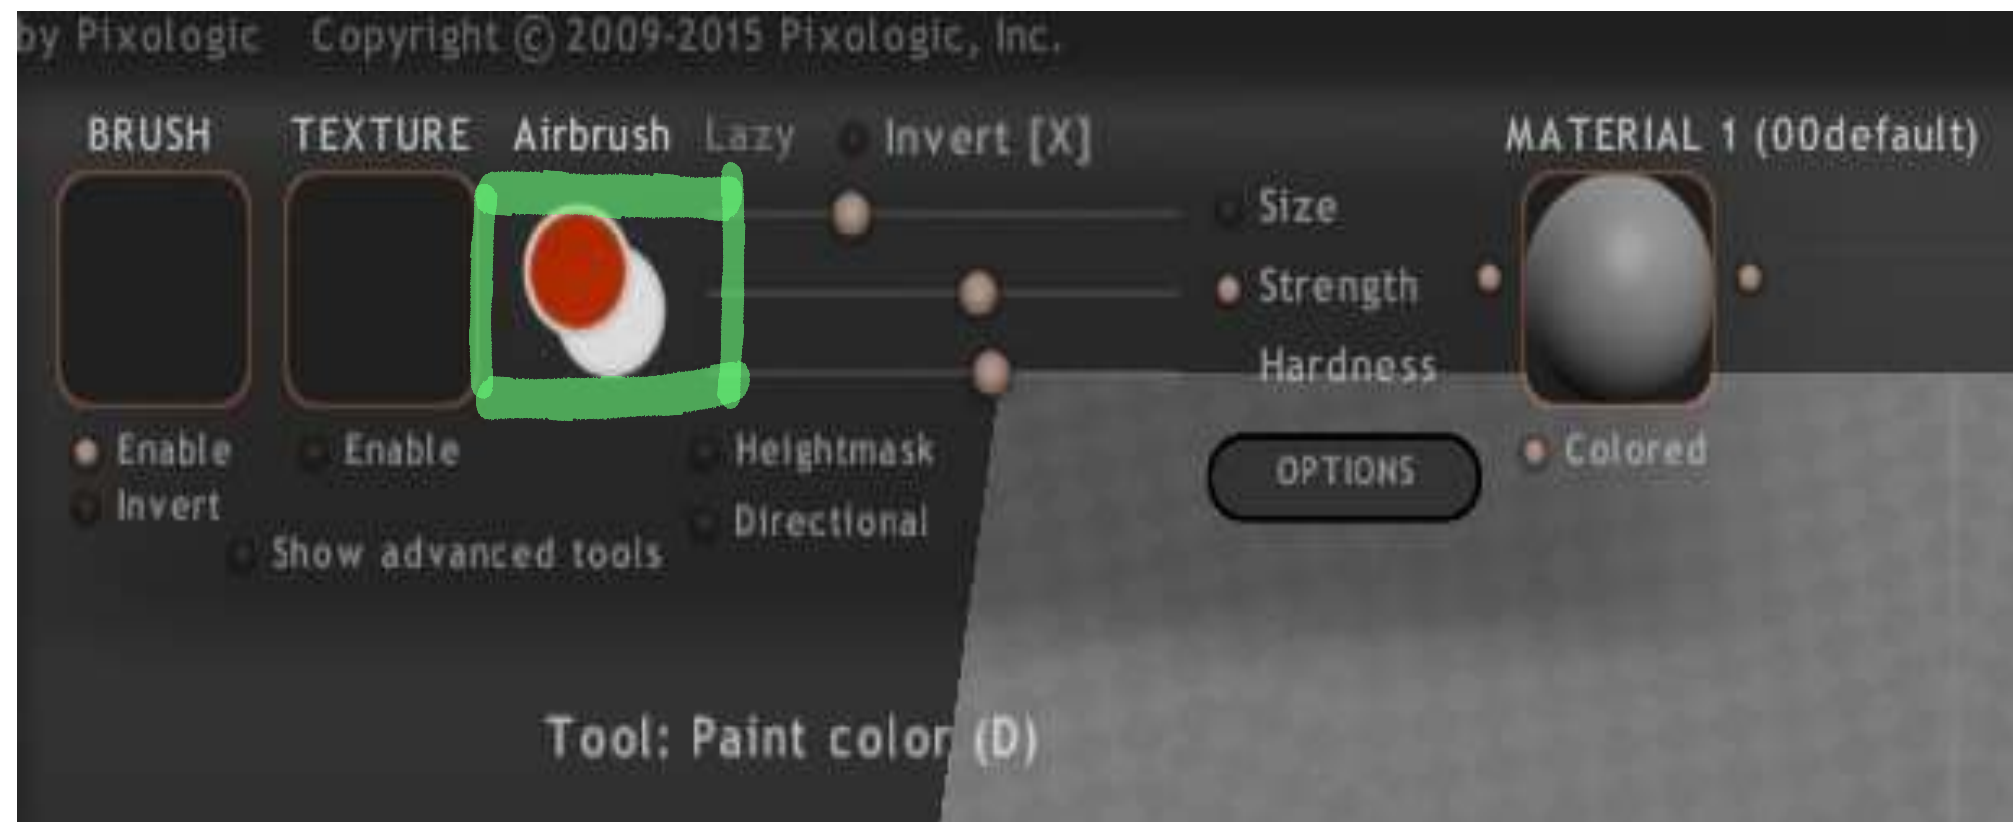 by Pixologic Copyright © 2009-2015 Pixologic, Inc.
BRUSH TEXTURE Airbrush Lazy Invert [X] MATERIAL 1 (00default)
Size
Strength
Hardness
Enable Enable Heightmask OPTIONS Colored
Invert Directional
Show advanced tools
Tool: Paint color (D)